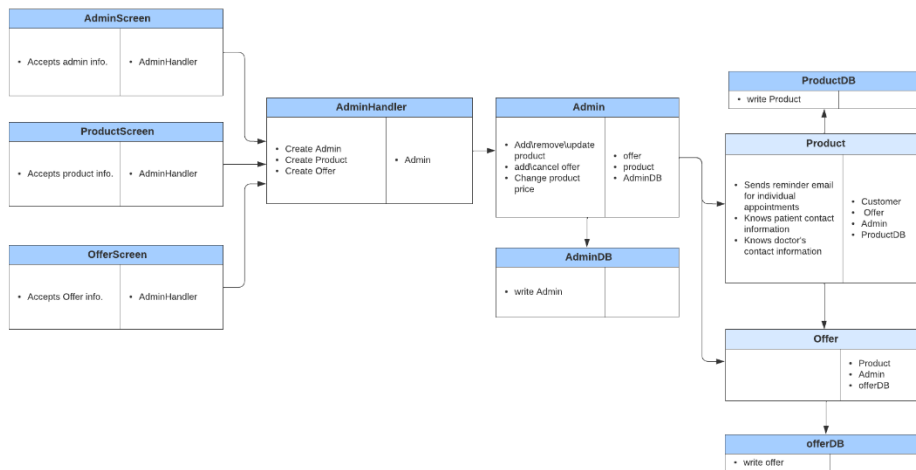 AdminScreen
• Accepts admin info.
• AdminHandler
ProductScreen
• Accepts product info.
• AdminHandler
OfferScreen
• Accepts Offer info.
• AdminHandler
AdminHandler
• Create Admin
• Create Product
• Create Offer
• Admin
Admin
• Add\remove\update
product
• add\cancel offer
• Change product
price
• offer
• product
• AdminDB
AdminDB
• write Admin
ProductDB
• write Product
Product
• Sends reminder email
for individual
appointments
• Knows patient contact
information
• Knows doctor's
contact information
• Customer
• Offer
• Admin
• ProductDB
Offer
• Product
• Admin
• offerDB
offerDB
• write offer